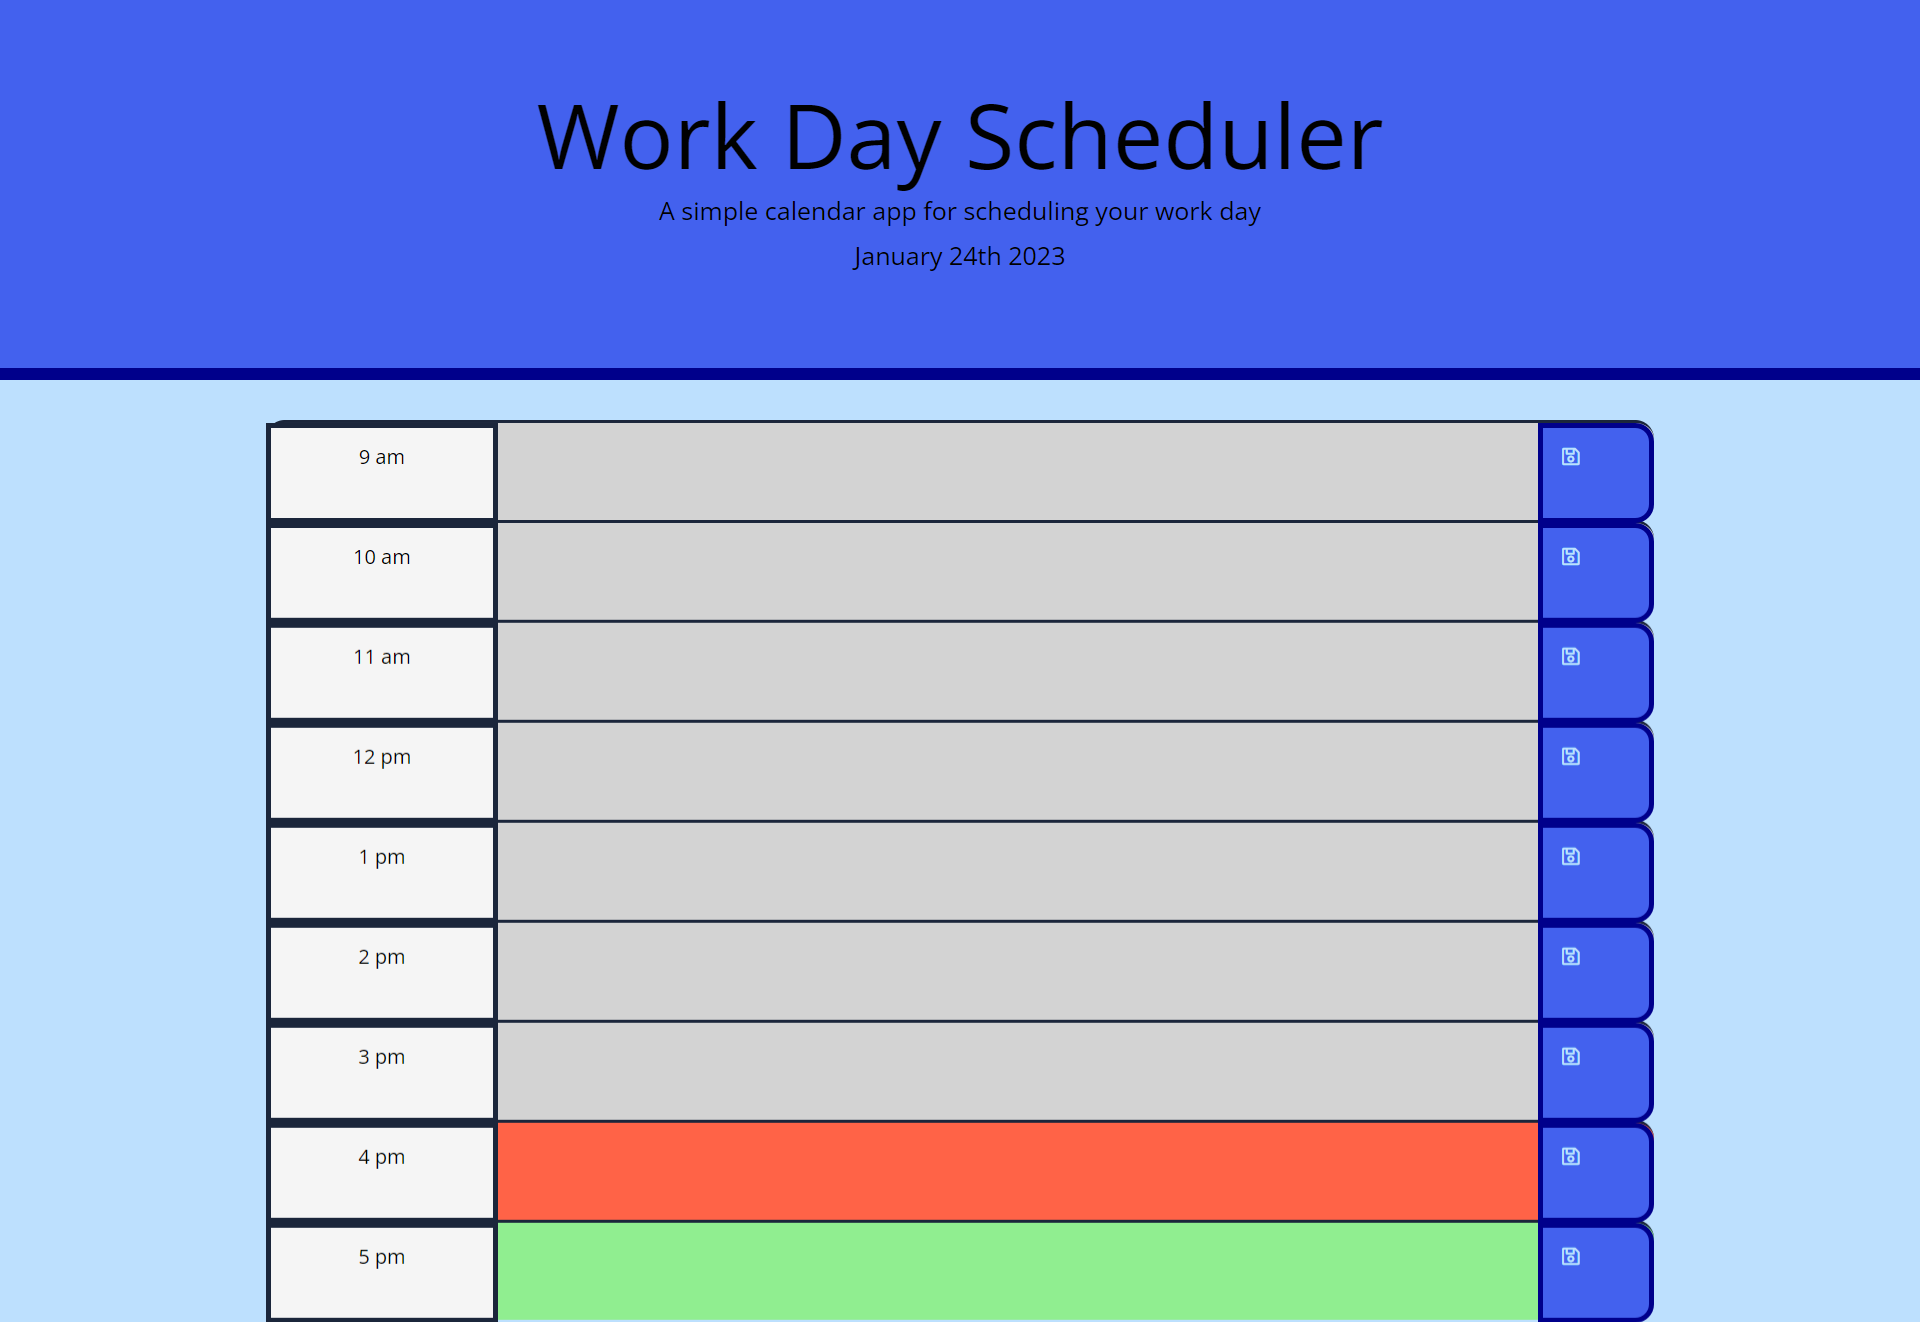 Work Day Scheduler
A simple calendar app for scheduling your work day
January 24th 2023
9 am
10 am
11 am
12 pm
1 pm
2 pm
3 pm
4 pm
5 pm